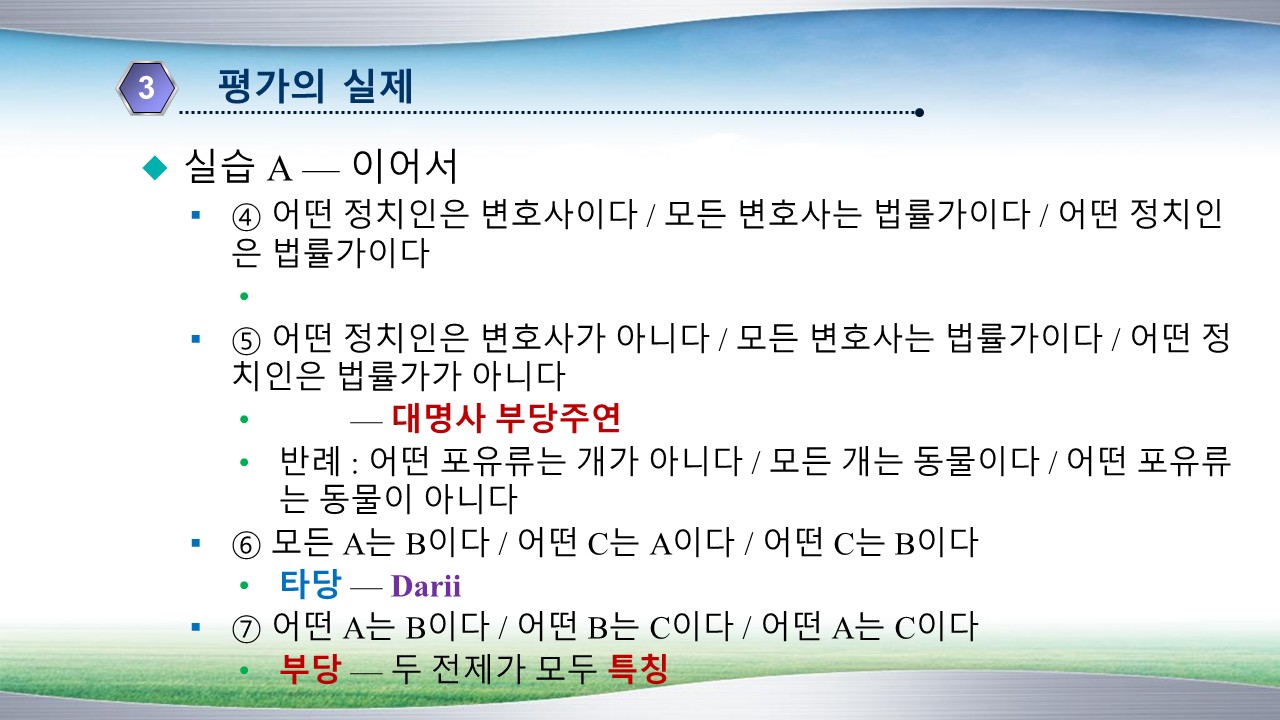 3 평가의 실제
실습 A — 이어서
④ 어떤 정치인은 변호사이다 / 모든 변호사는 법률가이다 / 어떤 정치인
은 법률가이다
⑤ 어떤 정치인은 변호사가 아니다 / 모든 변호사는 법률가이다 / 어떤 정
치인은 법률가가 아니다
— 대명사 부당주연
반례 : 어떤 포유류는 개가 아니다 / 모든 개는 동물이다 / 어떤 포유류
는 동물이 아니다
⑥ 모든 A는 B이다 / 어떤 C는 A이다 / 어떤 C는 B이다
타당 — Darii
⑦ 어떤 A는 B이다 / 어떤 B는 C이다 / 어떤 A는 C이다
부당 — 두 전제가 모두 특칭